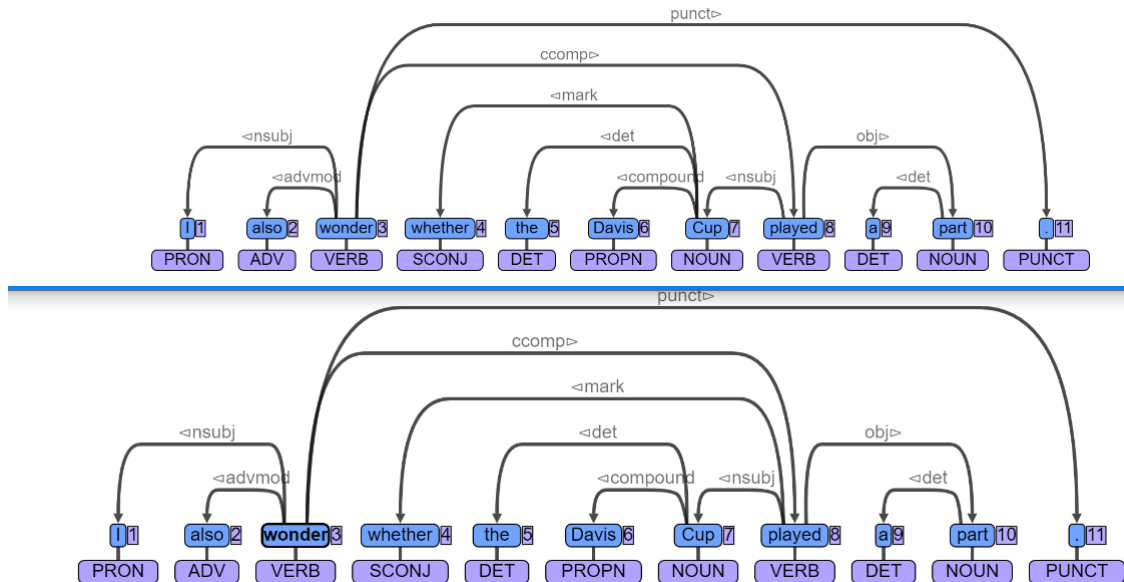 punct▻
ccomp▻
◅mark
◅nsubj ◅det obj▻
◅advmod ◅compound ◅nsubj ◅det
I 1 also 2 wonder 3 whether 4 the 5 Davis 6 Cup 7 played 8 a 9 part 10 . 11
PRON ADV VERB SCONJ DET PROPN NOUN VERB DET NOUN PUNCT
punct▻
ccomp▻
◅mark
◅nsubj ◅det obj▻
◅advmod ◅compound ◅nsubj ◅det
I 1 also 2 wonder 3 whether 4 the 5 Davis 6 Cup 7 played 8 a 9 part 10 . 11
PRON ADV VERB SCONJ DET PROPN NOUN VERB DET NOUN PUNCT